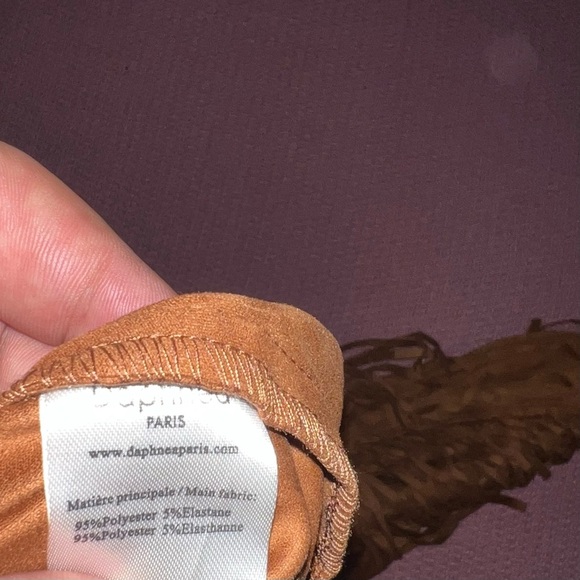 Daphnea
PARIS
www.daphneaparis.com
Matière principale / Main fabric:
95%Polyester 5%Elastane
95%Polyester 5%Elasthanne